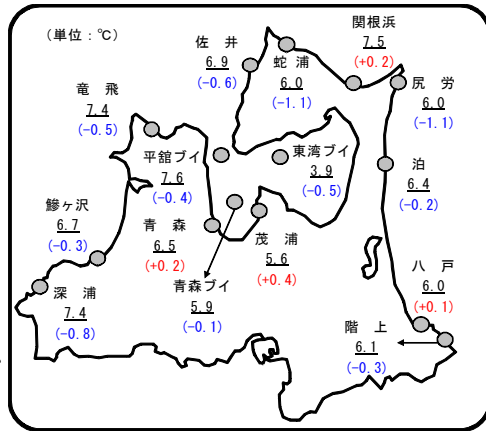 (単位：℃)
関根浜
7.5
(+0.2)
佐井
6.9
(-0.6)
蛇浦
6.0
(-1.1)
尻労
6.0
(-1.1)
竜飛
7.4
(-0.5)
平舘ブイ
7.6
(-0.4)
東湾ブイ
3.9
(-0.5)
泊
6.4
(-0.2)
鰺ヶ沢
6.7
(-0.3)
青森
6.5
(+0.2)
茂浦
5.6
(+0.4)
青森ブイ
5.9
(-0.1)
八戸
6.0
(+0.1)
深浦
7.4
(-0.8)
階上
6.1
(-0.3)